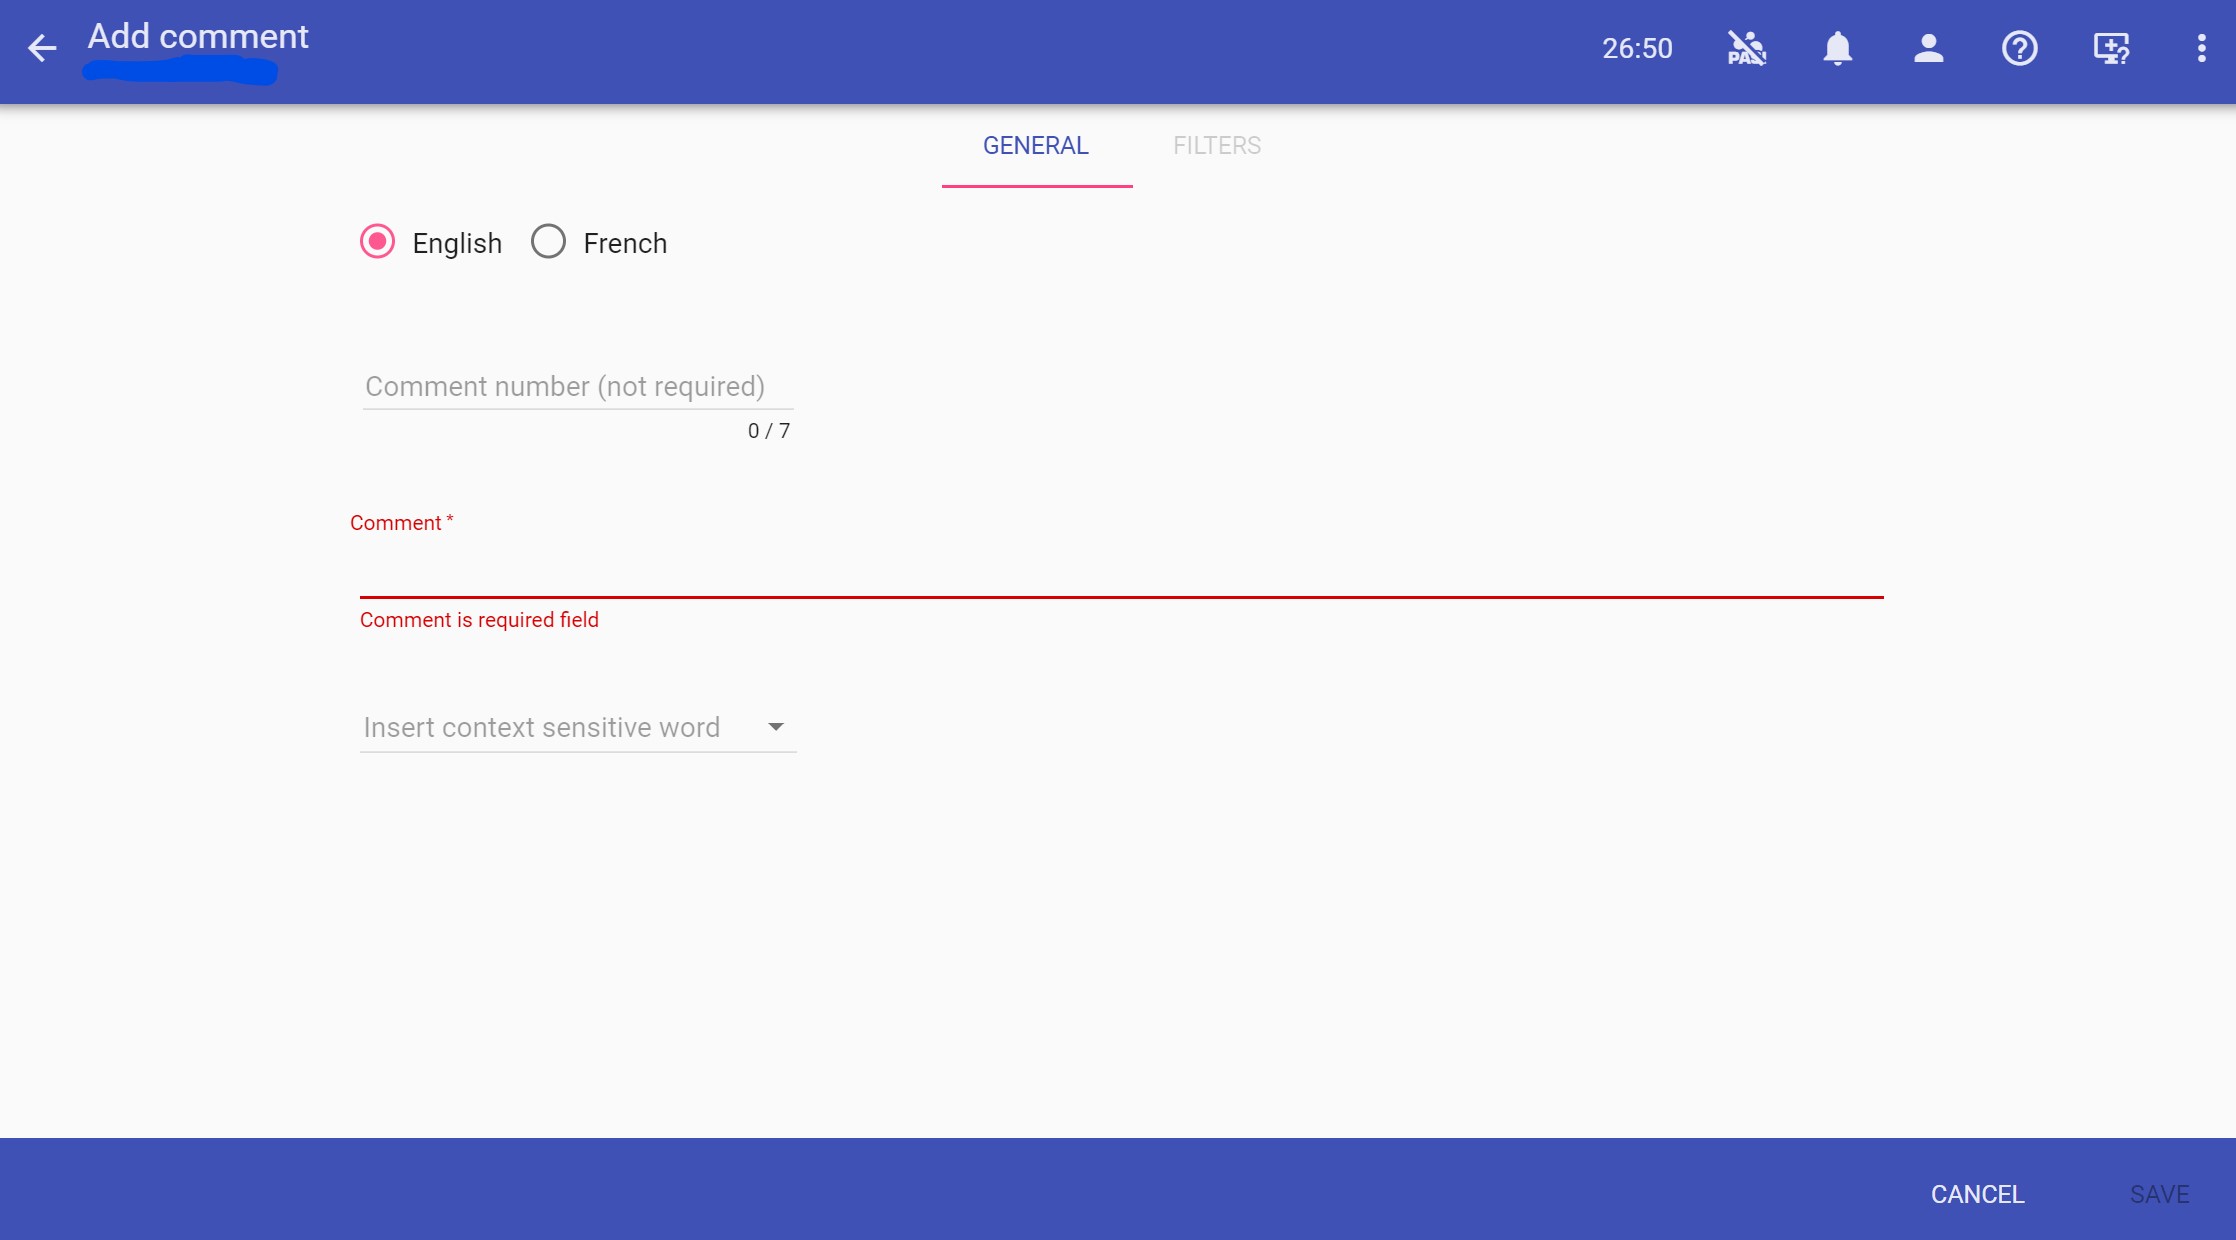 Add comment
26:50
GENERAL FILTERS
English French
Comment number (not required)
0 / 7
Comment *
Comment is required field
Insert context sensitive word
CANCEL SAVE